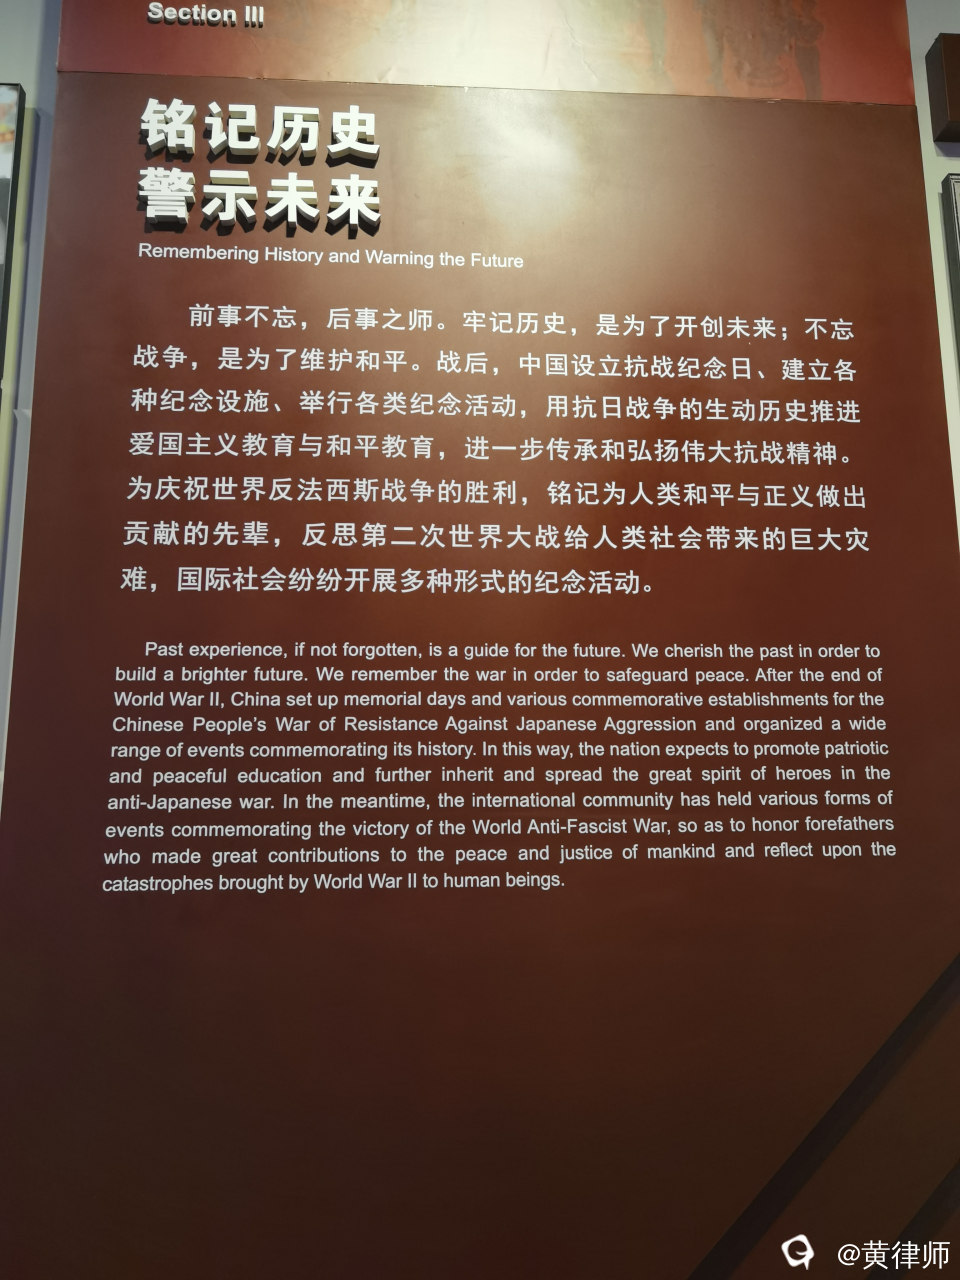 Section III
铭记历史
警示未来
Remembering History and Warning the Future
前事不忘，后事之师。牢记历史，是为了开创未来；不忘
战争，是为了维护和平。战后，中国设立抗战纪念日、建立各
种纪念设施、举行各类纪念活动，用抗日战争的生动历史推进
爱国主义教育与和平教育，进一步传承和弘扬伟大抗战精神。
为庆祝世界反法西斯战争的胜利，铭记为人类和平与正义做出
贡献的先辈，反思第二次世界大战给人类社会带来的巨大灾
难，国际社会纷纷开展多种形式的纪念活动。
Past experience, if not forgotten, is a guide for the future. We cherish the past in order to
build a brighter future. We remember the war in order to safeguard peace. After the end of
World War II, China set up memorial days and various commemorative establishments for the
Chinese People's War of Resistance Against Japanese Aggression and organized a wide
range of events commemorating its history. In this way, the nation expects to promote patriotic
and peaceful education and further inherit and spread the great spirit of heroes in the
anti-Japanese war. In the meantime, the international community has held various forms of
events commemorating the victory of the World Anti-Fascist War, so as to honor forefathers
who made great contributions to the peace and justice of mankind and reflect upon the
catastrophes brought by World War II to human beings.
@黄律师